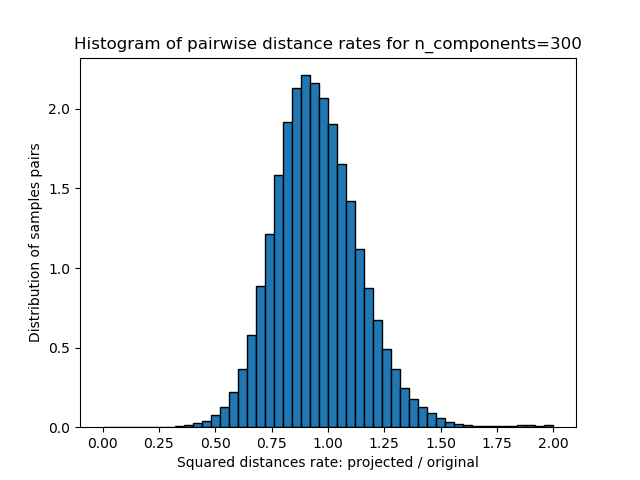 Histogram of pairwise distance rates for n_components=300
2.0
1.5
1.0
0.5
0.0
Distribution of samples pairs
0.00 0.25 0.50 0.75 1.00 1.25 1.50 1.75 2.00
Squared distances rate: projected / original